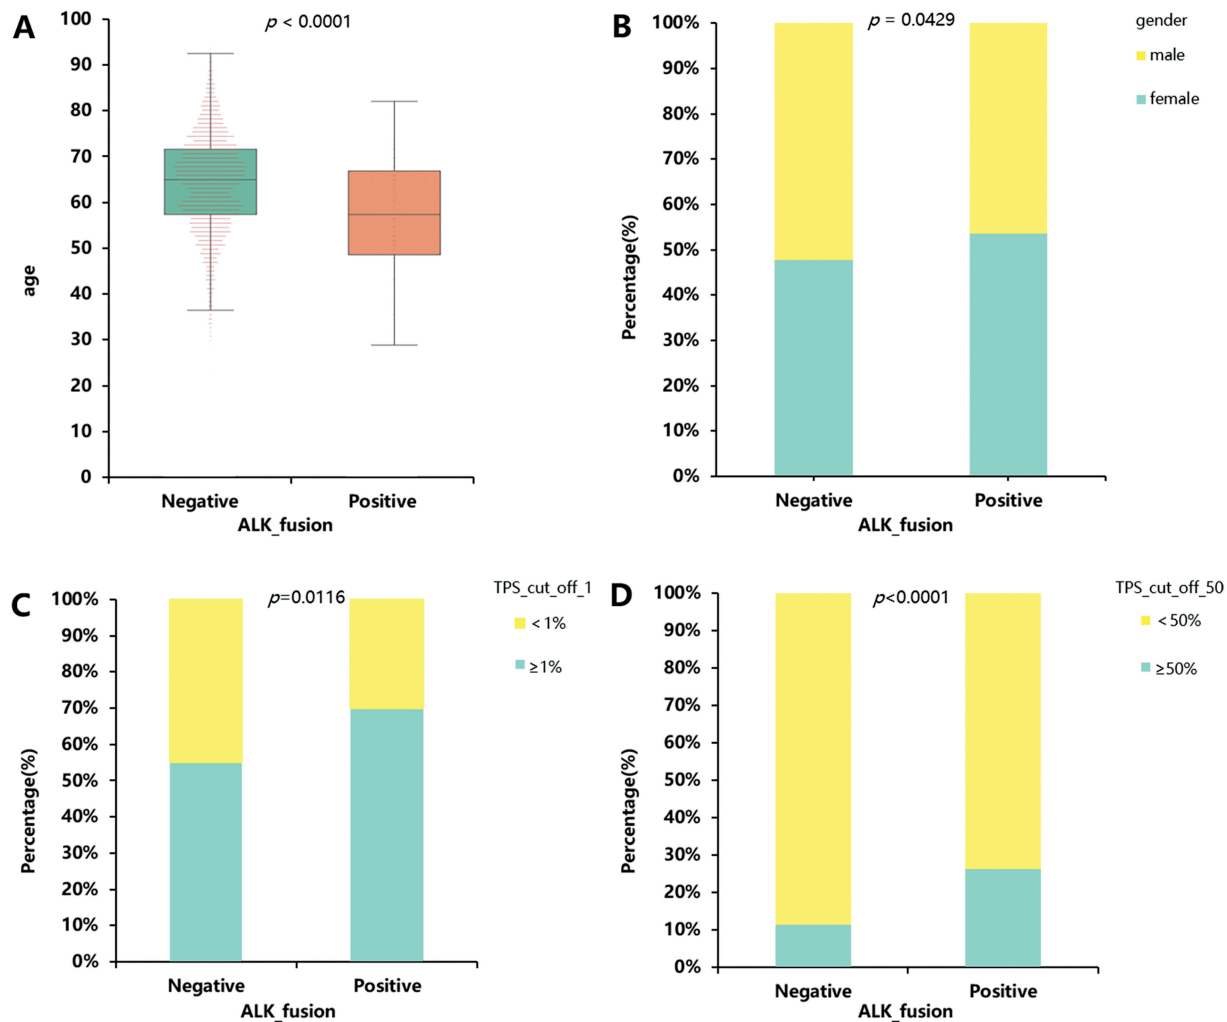 A
p < 0.0001
100
90
80
70
60
50
40
30
20
10
0
age
Negative Positive
ALK_fusion
B
p = 0.0429
gender
male
female
100%
90%
80%
70%
60%
50%
40%
30%
20%
10%
0%
Percentage(%)
Negative Positive
ALK_fusion
C
p=0.0116
TPS_cut_off_1
<1%
≥1%
100%
90%
80%
70%
60%
50%
40%
30%
20%
10%
0%
Percentage(%)
Negative Positive
ALK_fusion
D
p<0.0001
TPS_cut_off_50
<50%
≥50%
100%
90%
80%
70%
60%
50%
40%
30%
20%
10%
0%
Percentage(%)
Negative Positive
ALK_fusion